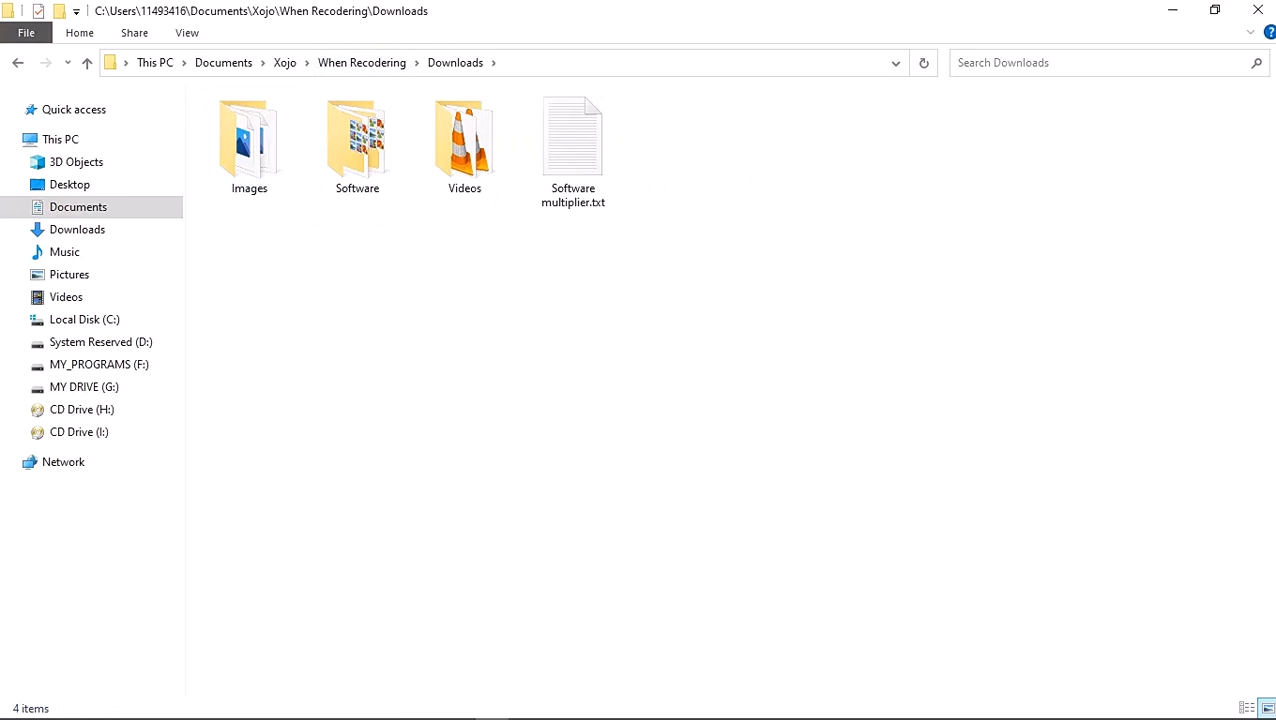 C:\Users\11493416\Documents\Xojo\When Recodering\Downloads
File Home Share View
This PC Documents Xojo When Recodering Downloads
Search Downloads
Quick access
This PC
3D Objects
Desktop
Documents
Downloads
Music
Pictures
Videos
Local Disk (C:)
System Reserved (D:)
MY_PROGRAMS (F:)
MY DRIVE (G:)
CD Drive (H:)
CD Drive (I:)
Network
Images
Software
Videos
Software
multiplier.txt
4 items